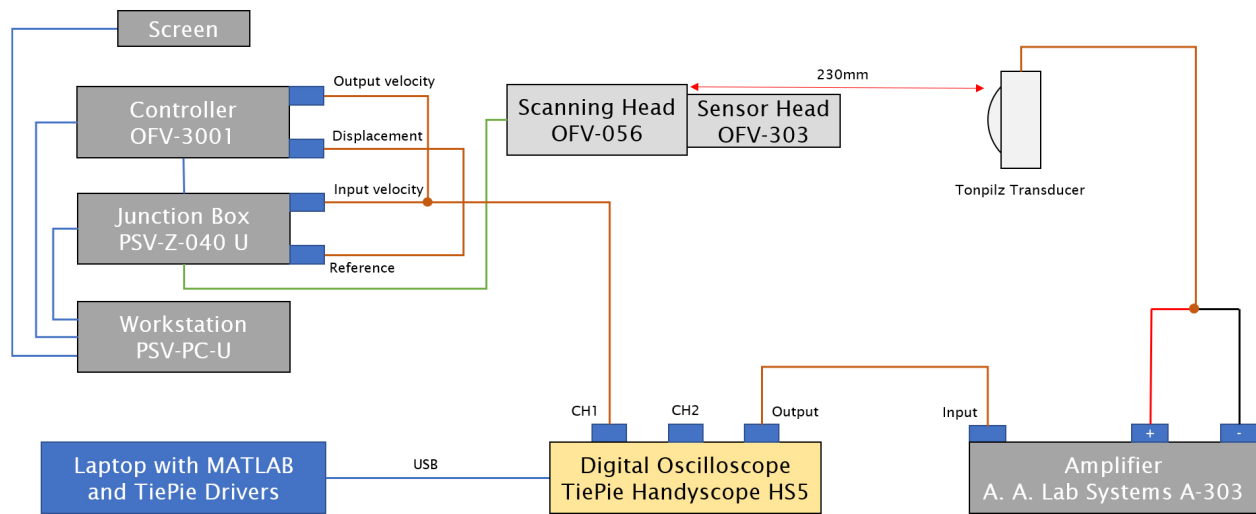 Screen
Output velocity
Controller
OFV-3001
Displacement
Input velocity
Junction Box
PSV-Z-040 U
Reference
Workstation
PSV-PC-U
Scanning Head
OFV-056
Sensor Head
OFV-303
230mm
Tonpilz Transducer
CH1
CH2
Output
Input
+
-
Laptop with MATLAB
and TiePie Drivers
USB
Digital Oscilloscope
TiePie Handyscope HS5
Amplifier
A. A. Lab Systems A-303